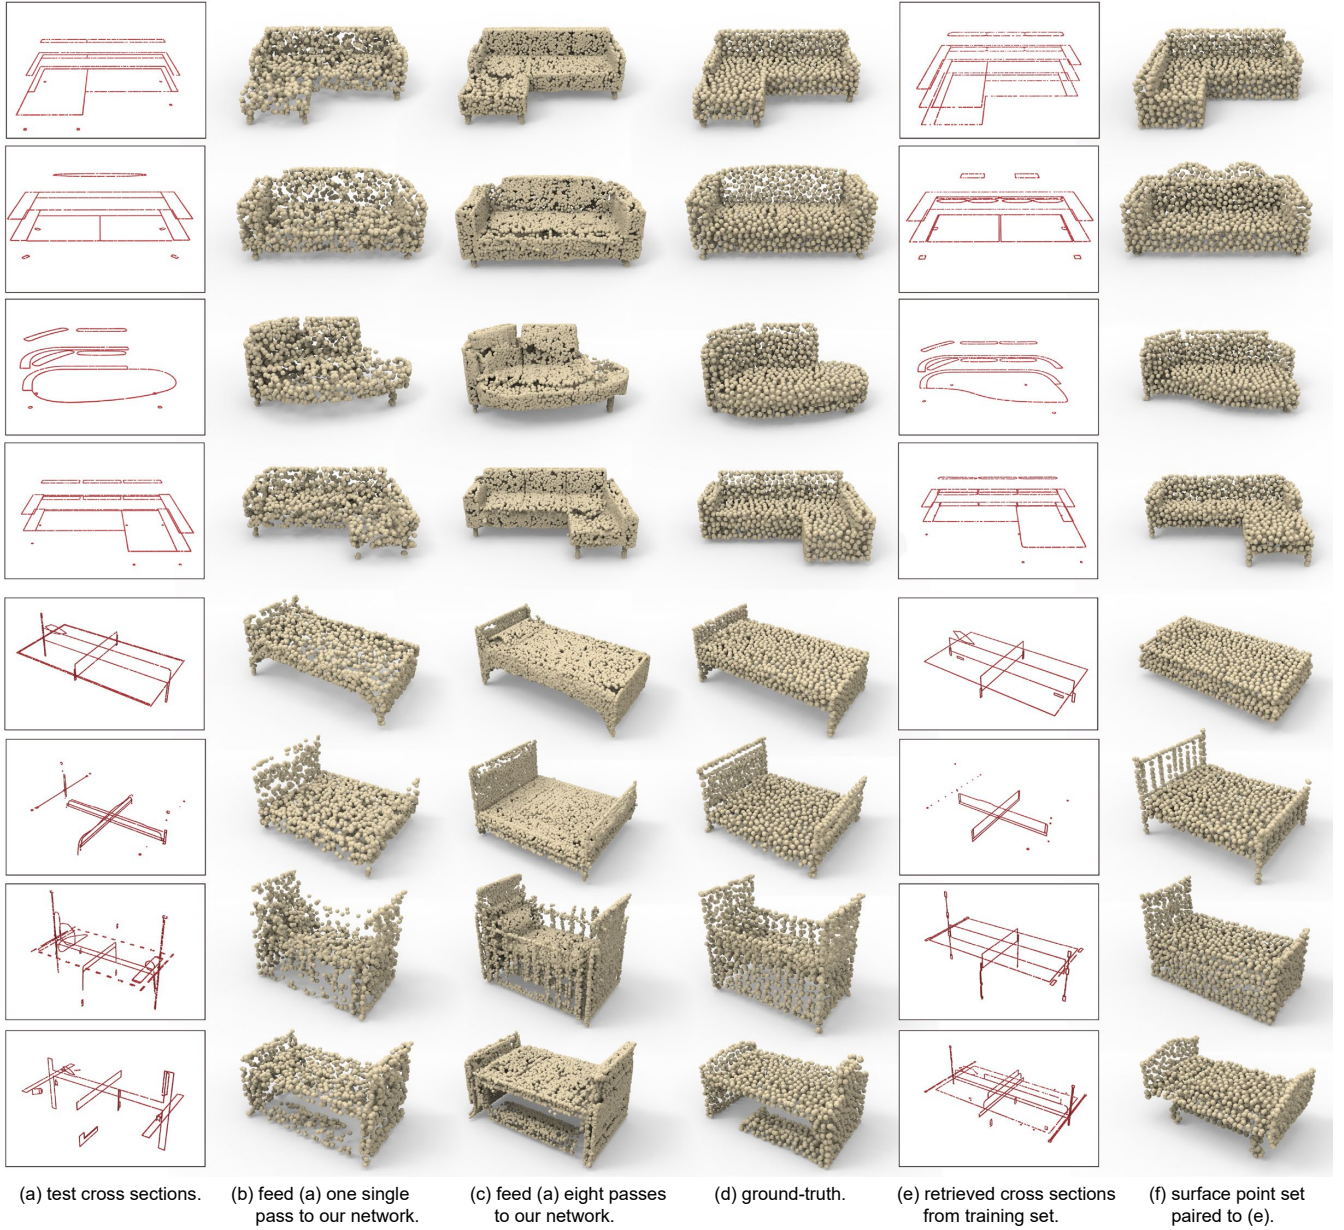 (a) test cross sections.
(b) feed (a) one single
pass to our network.
(c) feed (a) eight passes
to our network.
(d) ground-truth.
(e) retrieved cross sections
from training set.
(f) surface point set
paired to (e).